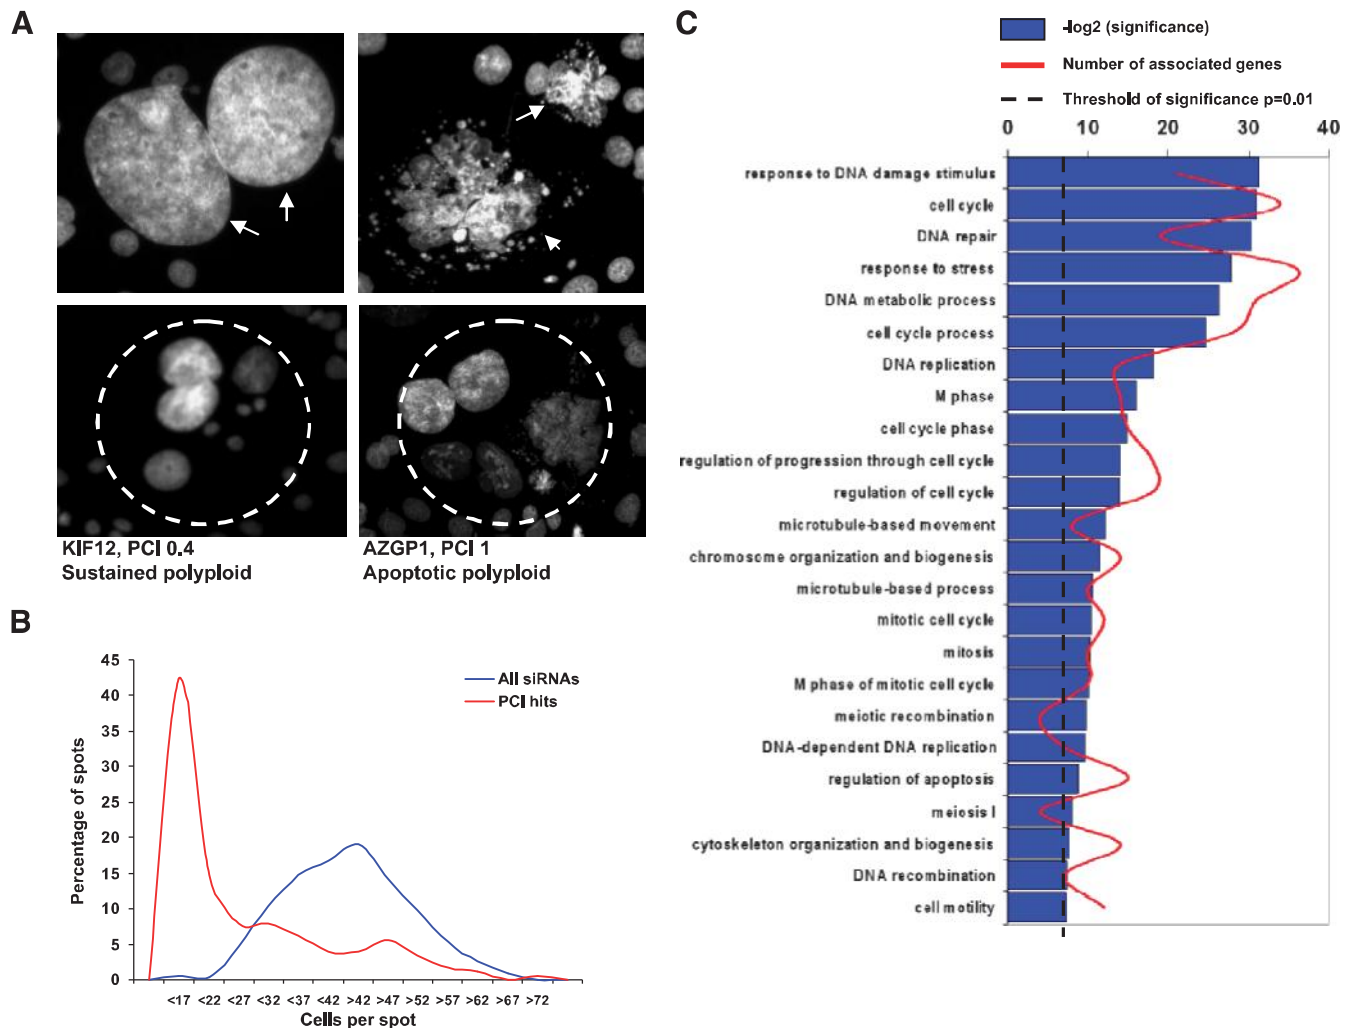 A
KIF12, PCI 0.4
Sustained polyploid
AZGP1, PCI 1
Apoptotic polyploid
B
45
40
35
30
25
20
15
10
5
0
Percentage of spots
All siRNAs
PCI hits
<17 <22 <27 <32 <37 <42 >42 >47 >52 >57 >62 >67 >72
Cells per spot
C
-log2 (significance)
Number of associated genes
Threshold of significance p=0.01
0 10 20 30 40
response to DNA damage stimulus
cell cycle
DNA repair
response to stress
DNA metabolic process
cell cycle process
DNA replication
M phase
cell cycle phase
regulation of progression through cell cycle
regulation of cell cycle
microtubule-based movement
chromosome organization and biogenesis
microtubule-based process
mitotic cell cycle
mitosis
M phase of mitotic cell cycle
meiotic recombination
DNA-dependent DNA replication
regulation of apoptosis
meiosis I
cytoskeleton organization and biogenesis
DNA recombination
cell motility